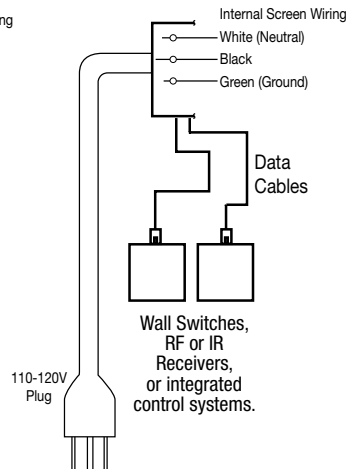 ng
Internal Screen Wiring
White (Neutral)
Black
Green (Ground)
Data
Cables
Wall Switches,
RF or IR
Receivers,
or integrated
control systems.
110-120V
Plug